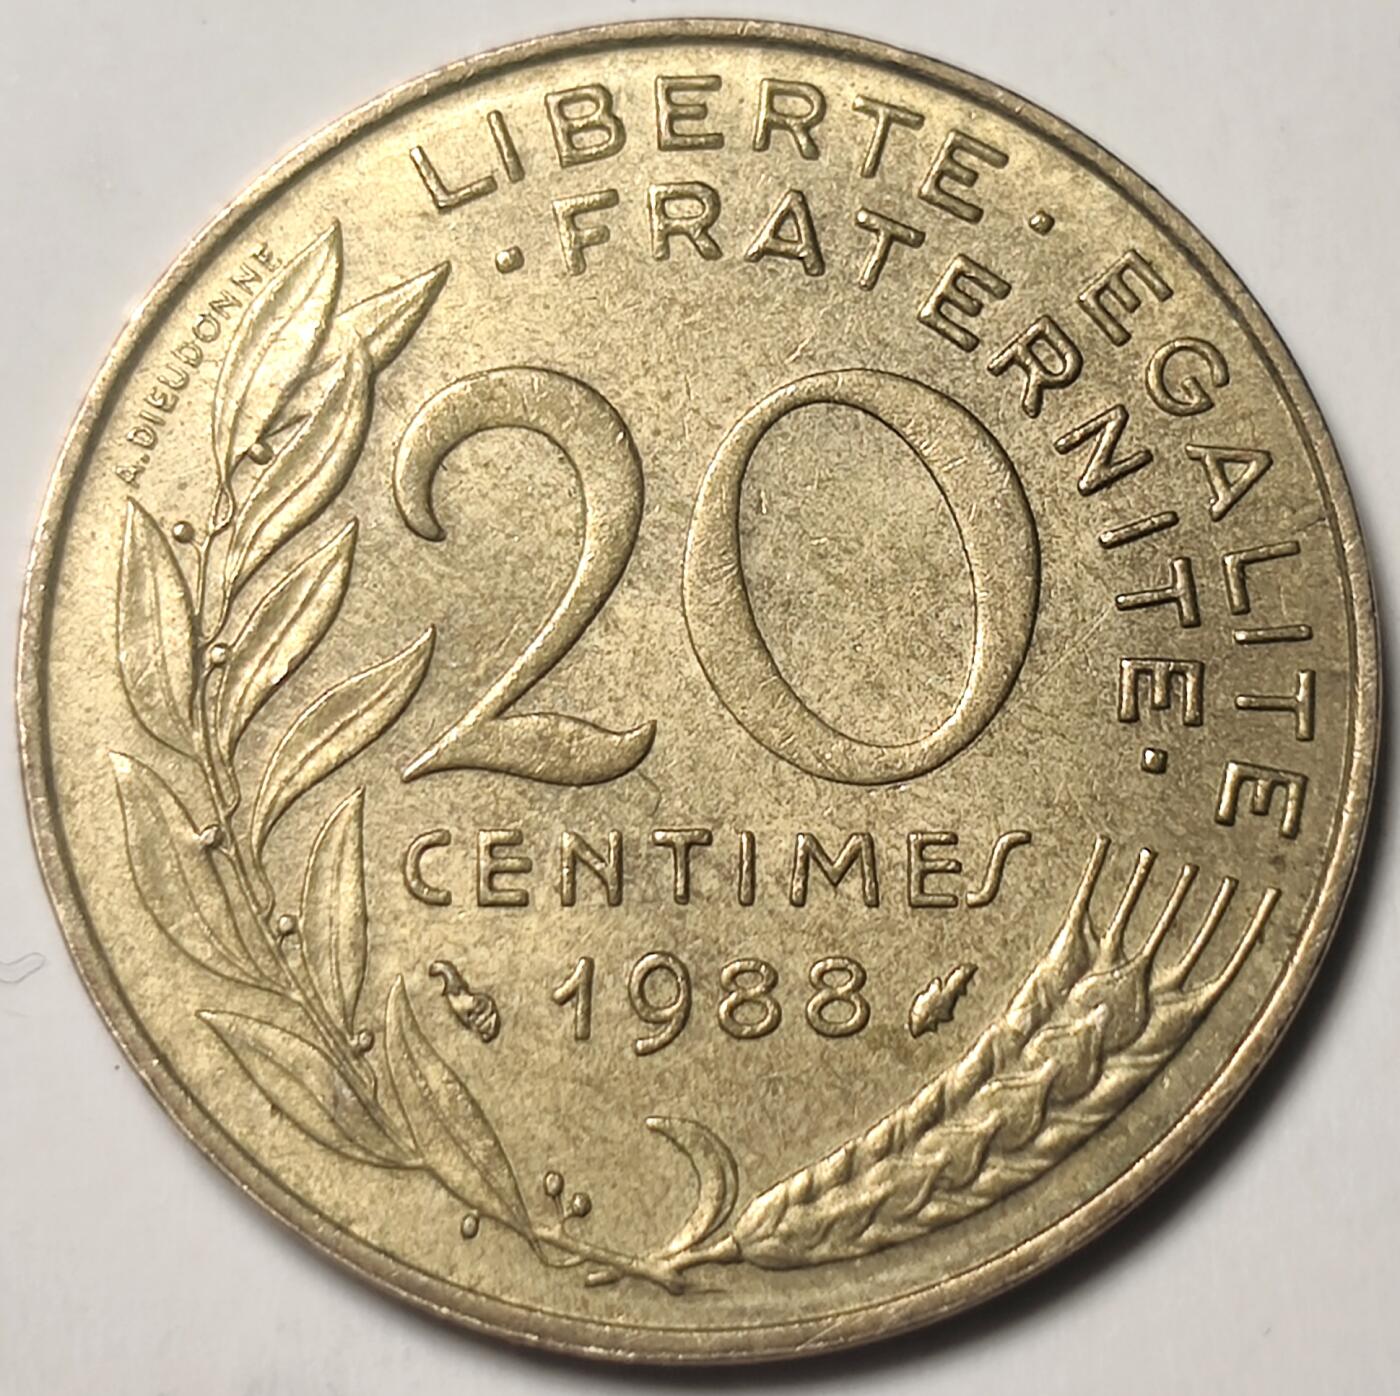 LIBERTE · EGALITE
· FRATERNITE ·
A. DIEUDONNE
20
CENTIMES
1988